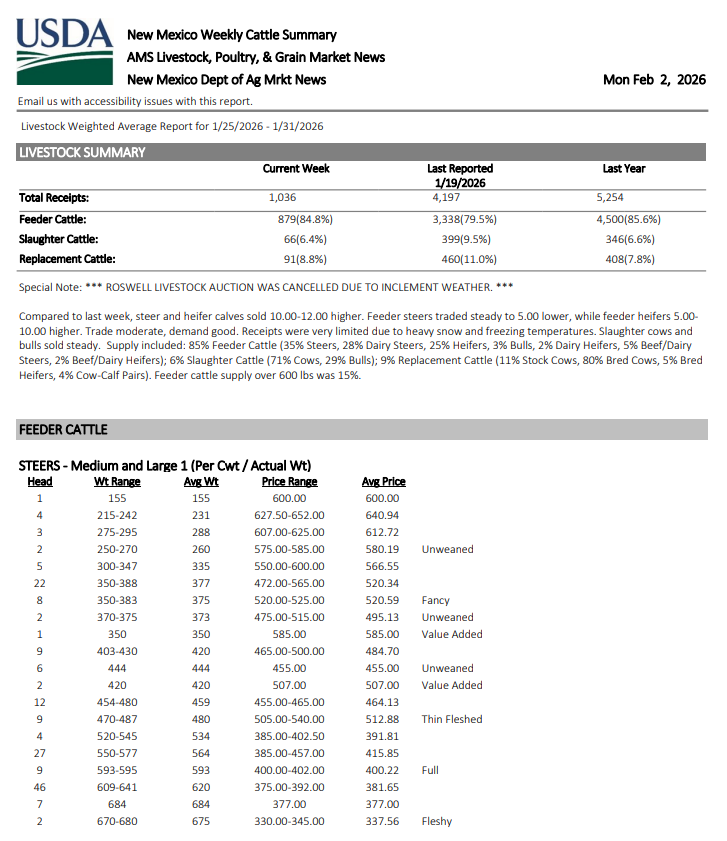 USDA
New Mexico Weekly Cattle Summary
AMS Livestock, Poultry, & Grain Market News
New Mexico Dept of Ag Mrkt News
Mon Feb 2, 2026
Email us with accessibility issues with this report.
Livestock Weighted Average Report for 1/25/2026 - 1/31/2026
LIVESTOCK SUMMARY
Current Week Last Reported Last Year
1/19/2026
Total Receipts: 1,036 4,197 5,254
Feeder Cattle: 879(84.8%) 3,338(79.5%) 4,500(85.6%)
Slaughter Cattle: 66(6.4%) 399(9.5%) 346(6.6%)
Replacement Cattle: 91(8.8%) 460(11.0%) 408(7.8%)
Special Note: *** ROSWELL LIVESTOCK AUCTION WAS CANCELLED DUE TO INCLEMENT WEATHER. ***
Compared to last week, steer and heifer calves sold 10.00-12.00 higher. Feeder steers traded steady to 5.00 lower, while feeder heifers 5.00-
10.00 higher. Trade moderate, demand good. Receipts were very limited due to heavy snow and freezing temperatures. Slaughter cows and
bulls sold steady. Supply included: 85% Feeder Cattle (35% Steers, 28% Dairy Steers, 25% Heifers, 3% Bulls, 2% Dairy Heifers, 5% Beef/Dairy
Steers, 2% Beef/Dairy Heifers); 6% Slaughter Cattle (71% Cows, 29% Bulls); 9% Replacement Cattle (11% Stock Cows, 80% Bred Cows, 5% Bred
Heifers, 4% Cow-Calf Pairs). Feeder cattle supply over 600 lbs was 15%.
FEEDER CATTLE
STEERS - Medium and Large 1 (Per Cwt / Actual Wt)
Head Wt Range Avg Wt Price Range Avg Price
1 155 155 600.00 600.00
4 215-242 231 627.50-652.00 640.94
3 275-295 288 607.00-625.00 612.72
2 250-270 260 575.00-585.00 580.19 Unweaned
5 300-347 335 550.00-600.00 566.55
22 350-388 377 472.00-565.00 520.34
8 350-383 375 520.00-525.00 520.59 Fancy
2 370-375 373 475.00-515.00 495.13 Unweaned
1 350 350 585.00 585.00 Value Added
9 403-430 420 465.00-500.00 484.70
6 444 444 455.00 455.00 Unweaned
2 420 420 507.00 507.00 Value Added
12 454-480 459 455.00-465.00 464.13
9 470-487 480 505.00-540.00 512.88 Thin Fleshed
4 520-545 534 385.00-402.50 391.81
27 550-577 564 385.00-457.00 415.85
9 593-595 593 400.00-402.00 400.22 Full
46 609-641 620 375.00-392.00 381.65
7 684 684 377.00 377.00
2 670-680 675 330.00-345.00 337.56 Fleshy